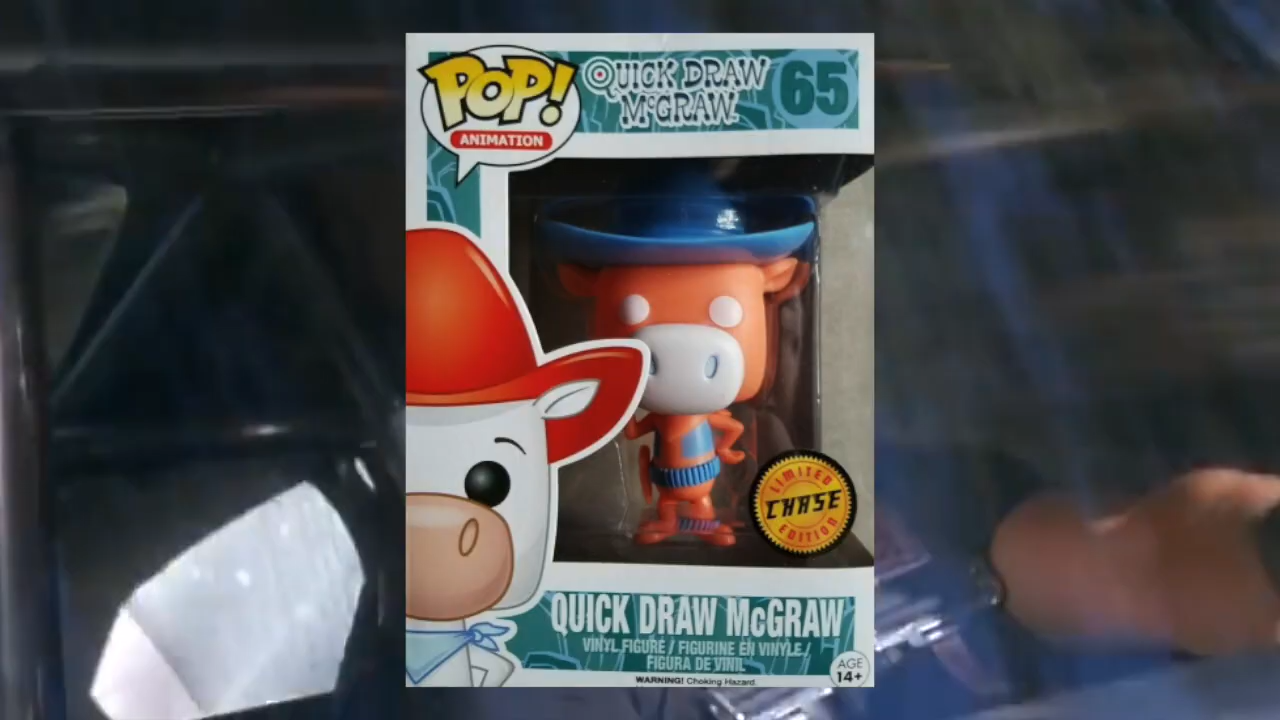 POP!
ANIMATION
QUICK DRAW
McGRAW.
65
LIMITED
CHASE
EDITION
QUICK DRAW McGRAW
VINYL FIGURE / FIGURINE EN VINYLE /
FIGURA DE VINIL
AGE
14+
WARNING! Choking Hazard.